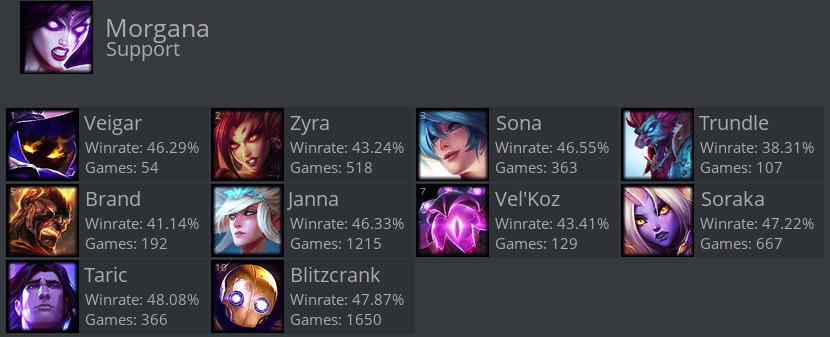 Morgana
Support
1
Veigar
Winrate: 46.29%
Games: 54
2
Zyra
Winrate: 43.24%
Games: 518
3
Sona
Winrate: 46.55%
Games: 363
Trundle
Winrate: 38.31%
Games: 107
5
Brand
Winrate: 41.14%
Games: 192
Janna
Winrate: 46.33%
Games: 1215
7
Vel'Koz
Winrate: 43.41%
Games: 129
Soraka
Winrate: 47.22%
Games: 667
9
Taric
Winrate: 48.08%
Games: 366
10
Blitzcrank
Winrate: 47.87%
Games: 1650